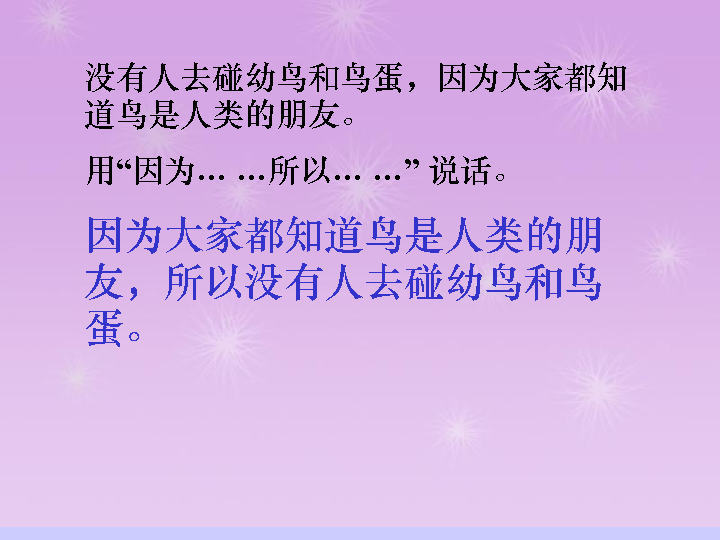 没有人去碰幼鸟和鸟蛋，因为大家都知
道鸟是人类的朋友。
用“因为… …所以… …” 说话。
因为大家都知道鸟是人类的朋
友，所以没有人去碰幼鸟和鸟
蛋。